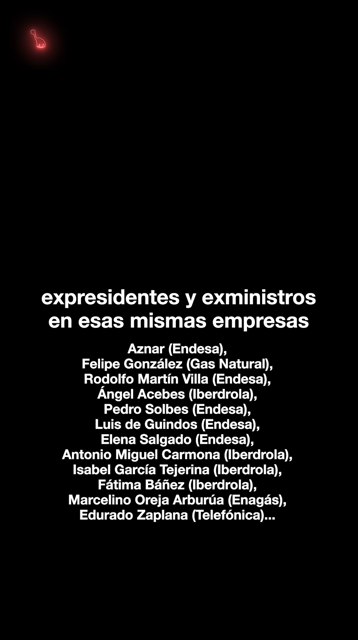 expresidentes y exministros
en esas mismas empresas
Aznar (Endesa),
Felipe González (Gas Natural),
Rodolfo Martín Villa (Endesa),
Ángel Acebes (Iberdrola),
Pedro Solbes (Endesa),
Luis de Guindos (Endesa),
Elena Salgado (Endesa),
Antonio Miguel Carmona (Iberdrola),
Isabel García Tejerina (Iberdrola),
Fátima Báñez (Iberdrola),
Marcelino Oreja Arburúa (Enagás),
Edurado Zaplana (Telefónica)...